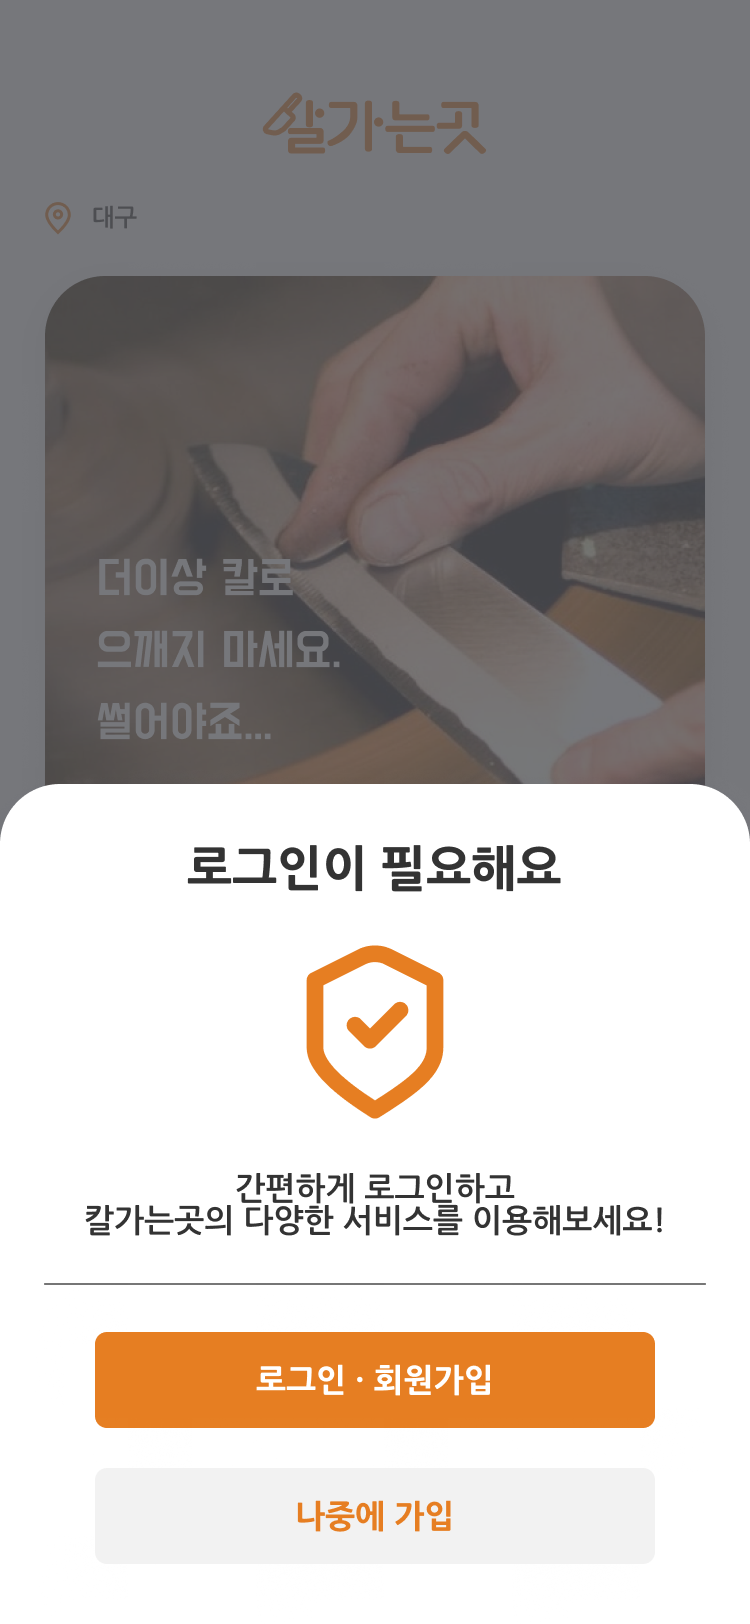 칼가는곳
대구
더이상 칼로
으깨지 마세요.
썰어야죠...
로그인이 필요해요
간편하게 로그인하고
칼가는곳의 다양한 서비스를 이용해보세요!
로그인 · 회원가입
나중에 가입